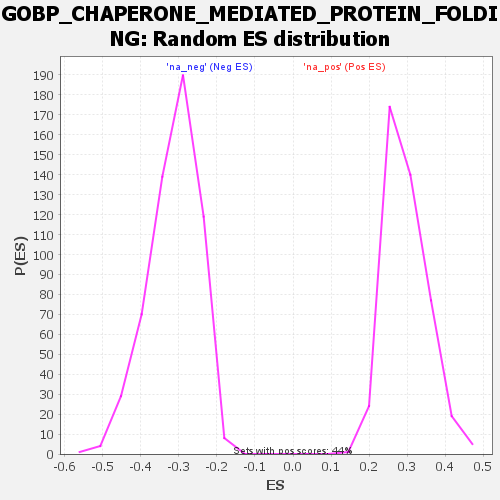 GOBP_CHAPERONE_MEDIATED_PROTEIN_FOLDI
NG: Random ES distribution
'na_neg' (Neg ES) 'na_pos' (Pos ES)
190
180
170
160
150
140
130
120
110
100
90
80
70
60
50
40
30
20
10
0
P(ES)
Sets with pos scores: 44%
-0.6 -0.5 -0.4 -0.3 -0.2 -0.1 0.0 0.1 0.2 0.3 0.4 0.5
ES